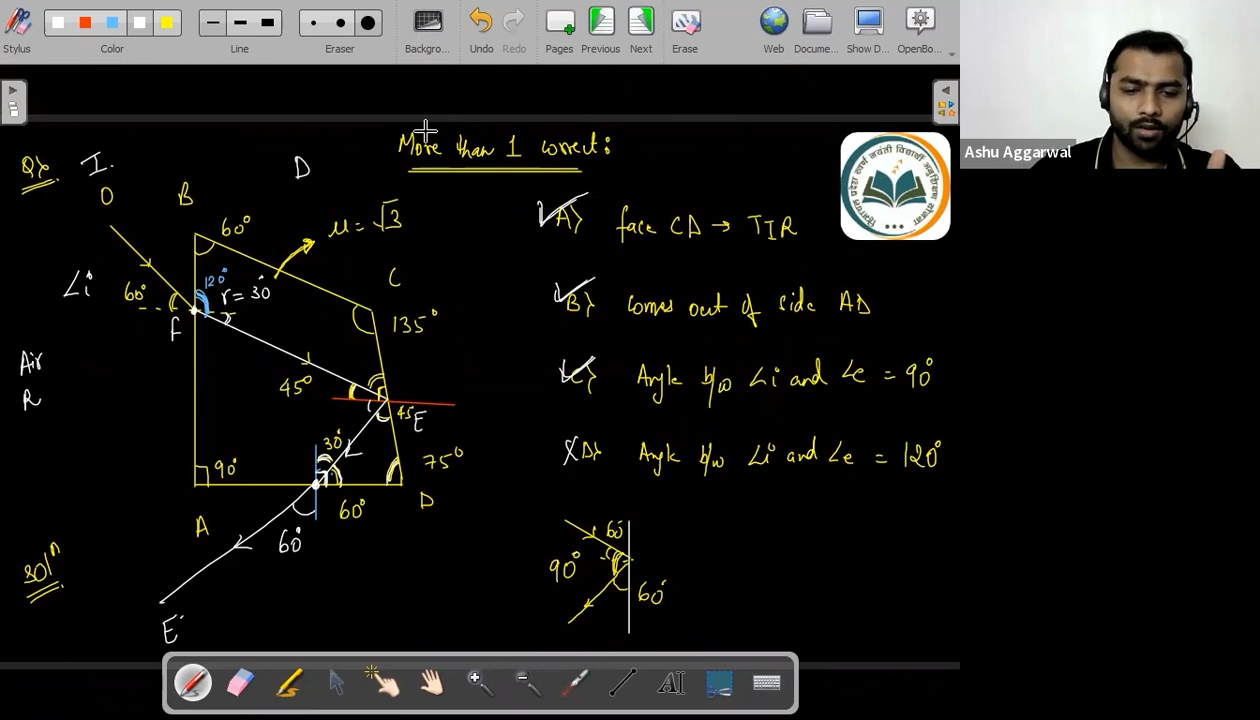 Stylus
Color
Line
Eraser
Backgro...
Undo
Redo
Pages
Previous
Next
Erase
Web
Docume...
Show D...
OpenBo...
Ashu Aggarwal
More than 1 correct:
Q>
I.
O
B
D
60°
μ = √3
∠i
60°
120°
r = 30°
C
F
135°
Air
R
45°
45°
E
30°
75°
90°
60°
D
A
60°
E'
Solⁿ
A> face CD → TIR
B> comes out of side AD
C> Angle b/w ∠i and ∠e = 90°
D> Angle b/w ∠i and ∠e = 120°
60°
90°
60°